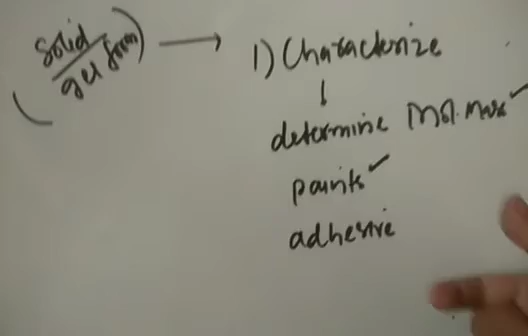 (solid/gel form) → 1) Characterize
↓
determine Mol. Mass ✓
paints ✓
adhesive